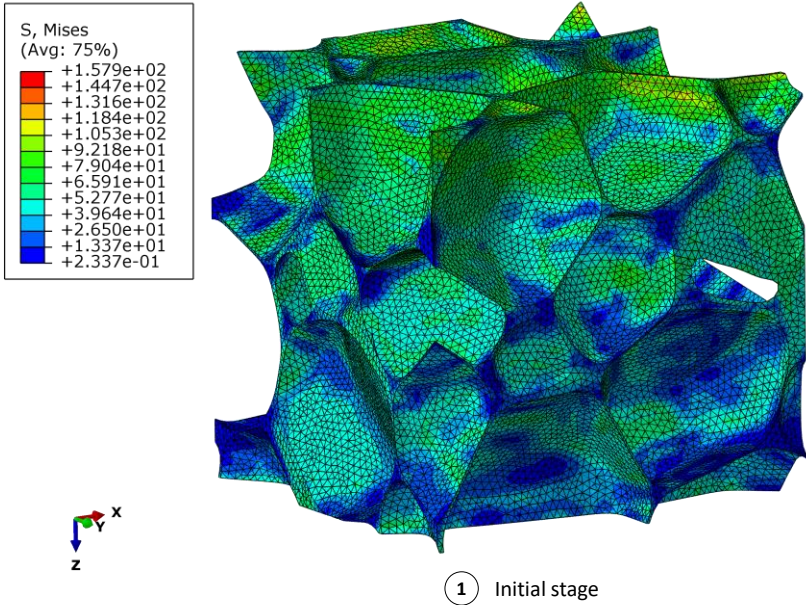 S, Mises
(Avg: 75%)
+1.579e+02
+1.447e+02
+1.316e+02
+1.184e+02
+1.053e+02
+9.218e+01
+7.904e+01
+6.591e+01
+5.277e+01
+3.964e+01
+2.650e+01
+1.337e+01
+2.337e-01
X
Y
Z
1 Initial stage